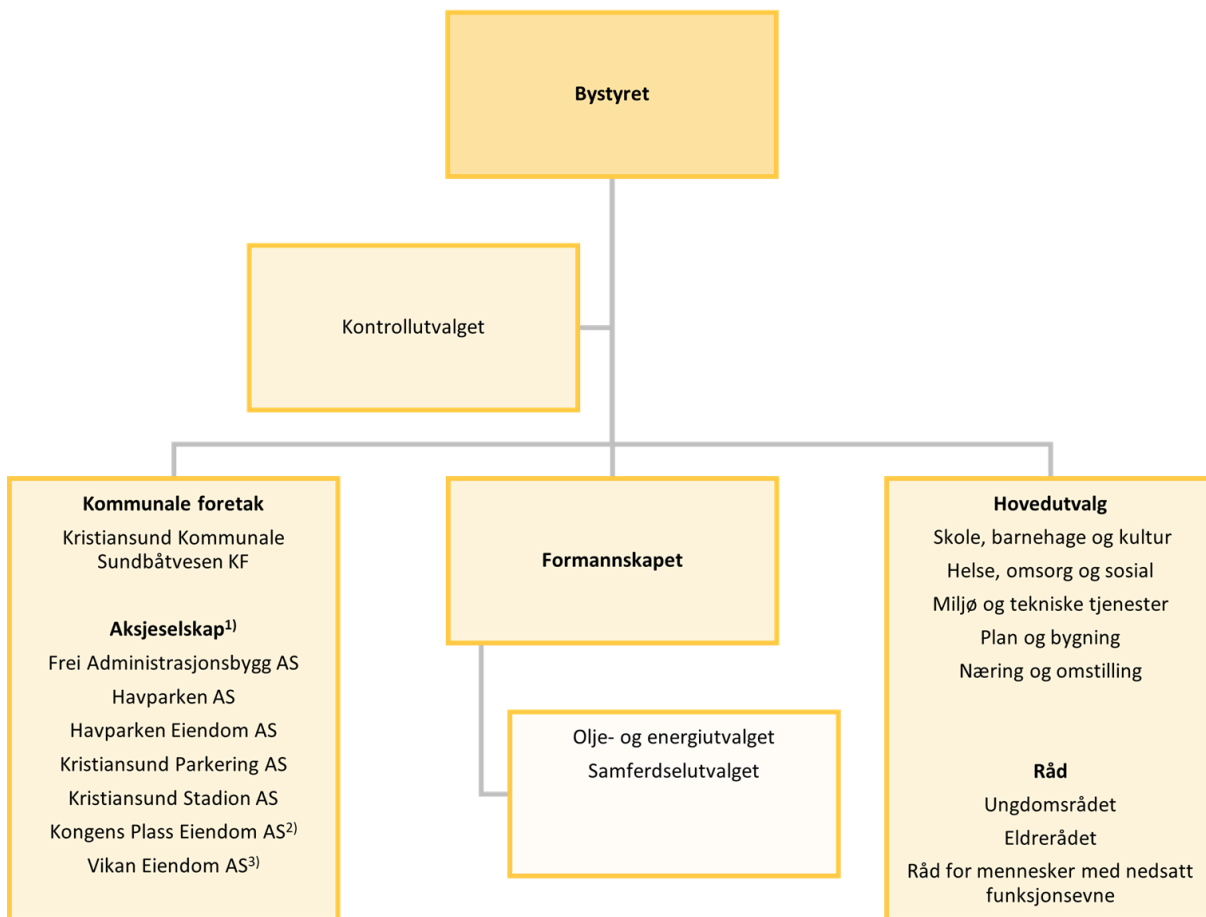 Bystyret
Kontrollutvalget
Kommunale foretak
Kristiansund Kommunale
Sundbåtvesen KF
Aksjeselskap1)
Frei Administrasjonsbygg AS
Havparken AS
Havparken Eiendom AS
Kristiansund Parkering AS
Kristiansund Stadion AS
Kongens Plass Eiendom AS2)
Vikan Eiendom AS3)
Formannskapet
Olje- og energiutvalget
Samferdselutvalget
Hovedutvalg
Skole, barnehage og kultur
Helse, omsorg og sosial
Miljø og tekniske tjenester
Plan og bygning
Næring og omstilling
Råd
Ungdomsrådet
Eldrerådet
Råd for mennesker med nedsatt
funksjonsevne